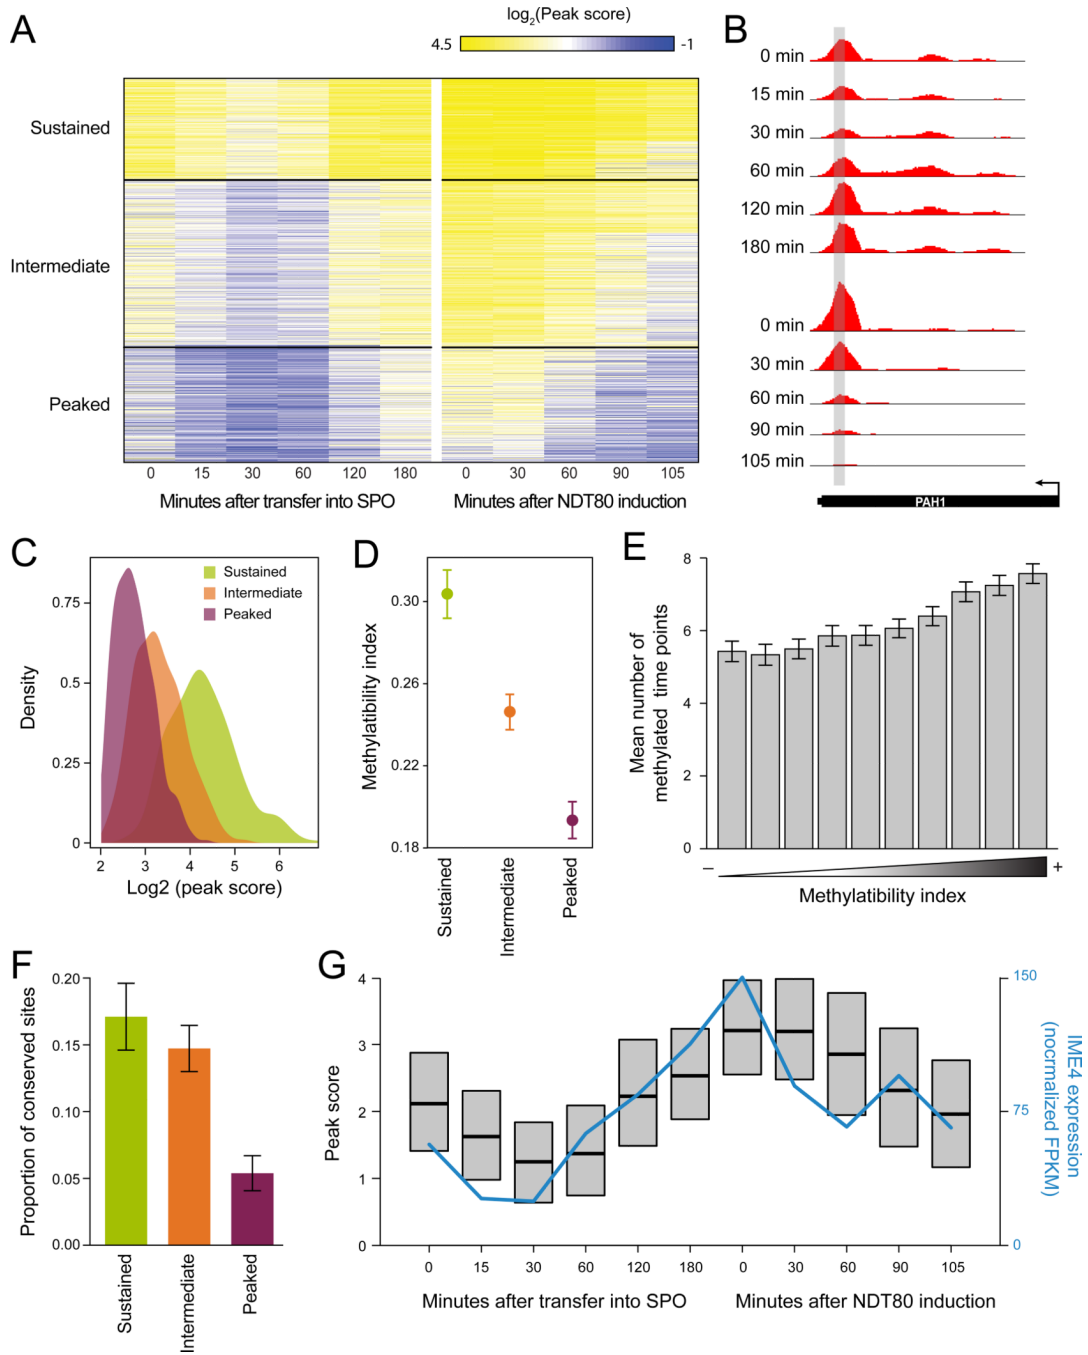 A
log2(Peak score)
4.5
-1
Sustained
Intermediate
Peaked
0 15 30 60 120 180 0 30 60 90 105
Minutes after transfer into SPO
Minutes after NDT80 induction
B
0 min
15 min
30 min
60 min
120 min
180 min
0 min
30 min
60 min
90 min
105 min
PAH1
C
Sustained
Intermediate
Peaked
Density
0.75
0.5
0.25
0
2 3 4 5 6
Log2 (peak score)
D
Methylatibility index
0.30
0.26
0.22
0.18
Sustained
Intermediate
Peaked
E
Mean number of
methylated time points
8
6
4
2
0
– +
Methylatibility index
F
Proportion of conserved sites
0.20
0.15
0.10
0.05
0.00
Sustained
Intermediate
Peaked
G
Peak score
4
3
2
1
0
150
75
0
IME4 expression
(nocrmalized FPKM)
0 15 30 60 120 180 0 30 60 90 105
Minutes after transfer into SPO
Minutes after NDT80 induction